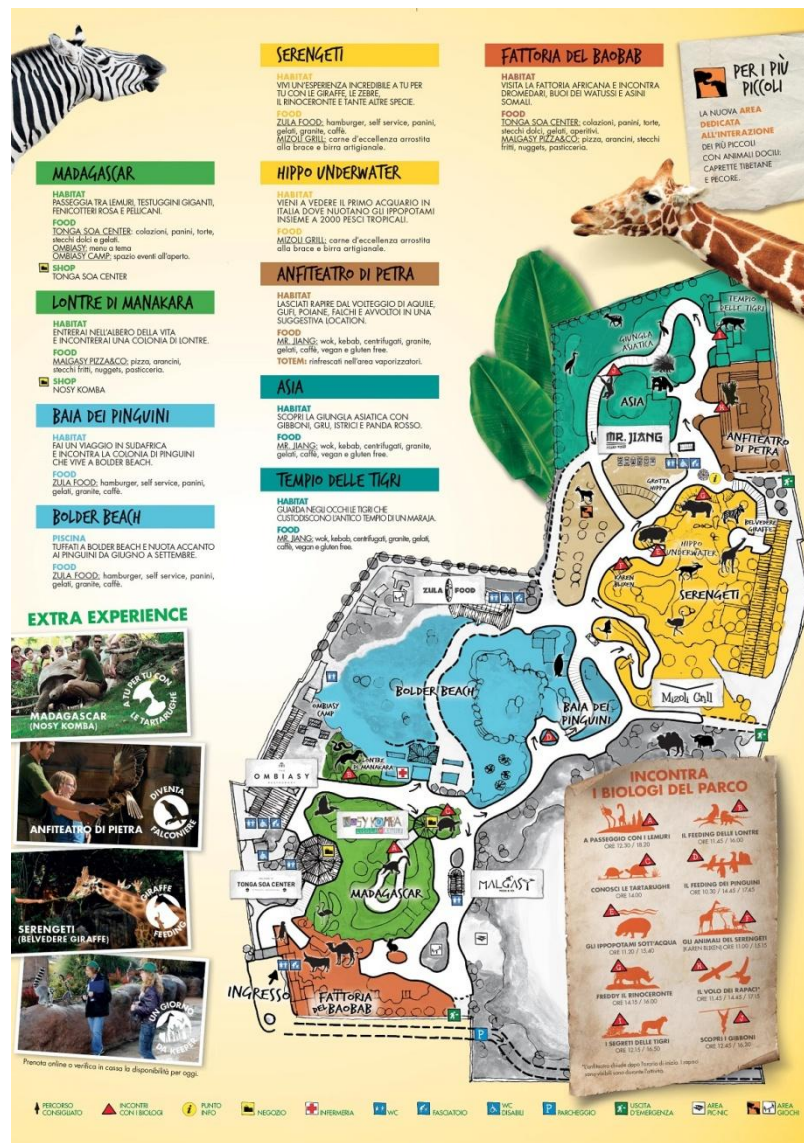 SERENGETI
HABITAT
VIVI UN'ESPERIENZA INCREDIBILE A TU PER
TU CON LE GIRAFFE, LE ZEBRE,
IL RINOCERONTE E TANTE ALTRE SPECIE.
FOOD
ZULA FOOD: hamburger, self service, panini,
gelati, granite, caffè.
MIZOLI GRILL: carne d'eccellenza arrostita
alla brace e birra artigianale.
FATTORIA DEL BAOBAB
HABITAT
VISITA LA FATTORIA AFRICANA E INCONTRA
DROMEDARI, BUOI DEI WATUSSI E ASINI
SOMALI.
FOOD
TONGA SOA CENTER: colazioni, panini, torte,
stecchi dolci, gelati, aperitivi.
MALGASY PIZZA&CO: pizza, arancini, stecchi
fritti, nuggets, pasticceria.
PER I PIÙ
PICCOLI
LA NUOVA AREA
DEDICATA
ALL'INTERAZIONE
DEI PIÙ PICCOLI
CON ANIMALI DOCILI:
CAPRETTE TIBETANE
E PECORE.
MADAGASCAR
HABITAT
PASSEGGIA TRA LEMURI, TESTUGGINI GIGANTI,
FENICOTTERI ROSA E PELLICANI.
FOOD
TONGA SOA CENTER: colazioni, panini, torte,
stecchi dolci e gelati.
OMBIASY: menu a tema
OMBIASY CAMP: spazio eventi all'aperto.
SHOP
TONGA SOA CENTER
LONTRE DI MANAKARA
HABITAT
ENTRERAI NELL'ALBERO DELLA VITA
E INCONTRERAI UNA COLONIA DI LONTRE.
FOOD
MALGASY PIZZA&CO: pizza, arancini,
stecchi fritti, nuggets, pasticceria.
SHOP
NOSY KOMBA
BAIA DEI PINGUINI
HABITAT
FAI UN VIAGGIO IN SUDAFRICA
E INCONTRA LA COLONIA DI PINGUINI
CHE VIVE A BOLDER BEACH.
FOOD
ZULA FOOD: hamburger, self service, panini,
gelati, granite, caffè.
BOLDER BEACH
PISCINA
TUFFATI A BOLDER BEACH E NUOTA ACCANTO
AI PINGUINI DA GIUGNO A SETTEMBRE.
FOOD
ZULA FOOD: hamburger, self service, panini,
gelati, granite, caffè.
HIPPO UNDERWATER
HABITAT
VIENI A VEDERE IL PRIMO ACQUARIO IN
ITALIA DOVE NUOTANO GLI IPPOPOTAMI
INSIEME A 2000 PESCI TROPICALI.
FOOD
MIZOLI GRILL: carne d'eccellenza arrostita
alla brace e birra artigianale.
ANFITEATRO DI PETRA
HABITAT
LASCIATI RAPIRE DAL VOLTEGGIO DI AQUILE,
GUFI, POIANE, FALCHI E AVVOLTOI IN UNA
SUGGESTIVA LOCATION.
FOOD
MR. JIANG: wok, kebab, centrifugati, granite,
gelati, caffè, vegan e gluten free.
TOTEM: rinfrescati nell'area vaporizzatori.
ASIA
HABITAT
SCOPRI LA GIUNGLA ASIATICA CON
GIBBONI, GRU, ISTRICI E PANDA ROSSO.
FOOD
MR. JIANG: wok, kebab, centrifugati, granite,
gelati, caffè, vegan e gluten free.
TEMPIO DELLE TIGRI
HABITAT
GUARDA NEGLI OCCHI LE TIGRI CHE
CUSTODISCONO L'ANTICO TEMPIO DI UN MARAJA.
FOOD
MR. JIANG: wok, kebab, centrifugati, granite, gelati,
caffè, vegan e gluten free.
EXTRA EXPERIENCE
A TU PER TU CON
LE TARTARUGHE
MADAGASCAR
(NOSY KOMBA)
DIVENTA
FALCONIERE
ANFITEATRO DI PIETRA
GIRAFFE
FEEDING
SERENGETI
(BELVEDERE GIRAFFE)
UN GIORNO
DA KEEPER
Prenota online o verifica in cassa la disponibilità per oggi.
TEMPIO
DELLE TIGRI
GIUNGLA
ASIATICA
ASIA
MR. JIANG
ANFITEATRO
DI PETRA
GROTTA
HIPPO
BELVEDERE
GIRAFFE
HIPPO
UNDERWATER
KAREN
BLIXEN
SERENGETI
ZULA FOOD
Mizoli Grill
BOLDER BEACH
BAIA DEI
PINGUINI
OMBIASY
CAMP
LONTRE
DI MANAKARA
OMBIASY
NOSY KOMBA
TONGA SOA CENTER
MADAGASCAR
MALGASY
INGRESSO
FATTORIA
DEL BAOBAB
INCONTRA
I BIOLOGI DEL PARCO
A PASSEGGIO CON I LEMURI
ORE 12.30 / 18.20
IL FEEDING DELLE LONTRE
ORE 11.45 / 16.00
CONOSCI LE TARTARUGHE
ORE 14.00
IL FEEDING DEI PINGUINI
ORE 10.30 / 14.45 / 17.45
GLI IPPOPOTAMI SOTT'ACQUA
ORE 11.20 / 15.40
GLI ANIMALI DEL SERENGETI
(KAREN BLIXEN) ORE 11.00 / 15.15
FREDDY IL RINOCERONTE
ORE 14.15 / 16.00
IL VOLO DEI RAPACI*
ORE 11.45 / 14.45 / 17.15
I SEGRETI DELLE TIGRI
ORE 12.15 / 16.50
SCOPRI I GIBBONI
ORE 12.45 / 16.20
PERCORSO
CONSIGLIATO
INCONTRI
CON I BIOLOGI
PUNTO
INFO
NEGOZIO
INFERMERIA
WC
FASCIATOIO
WC
DISABILI
PARCHEGGIO
USCITA
D'EMERGENZA
AREA
PIC-NIC
AREA
GIOCHI